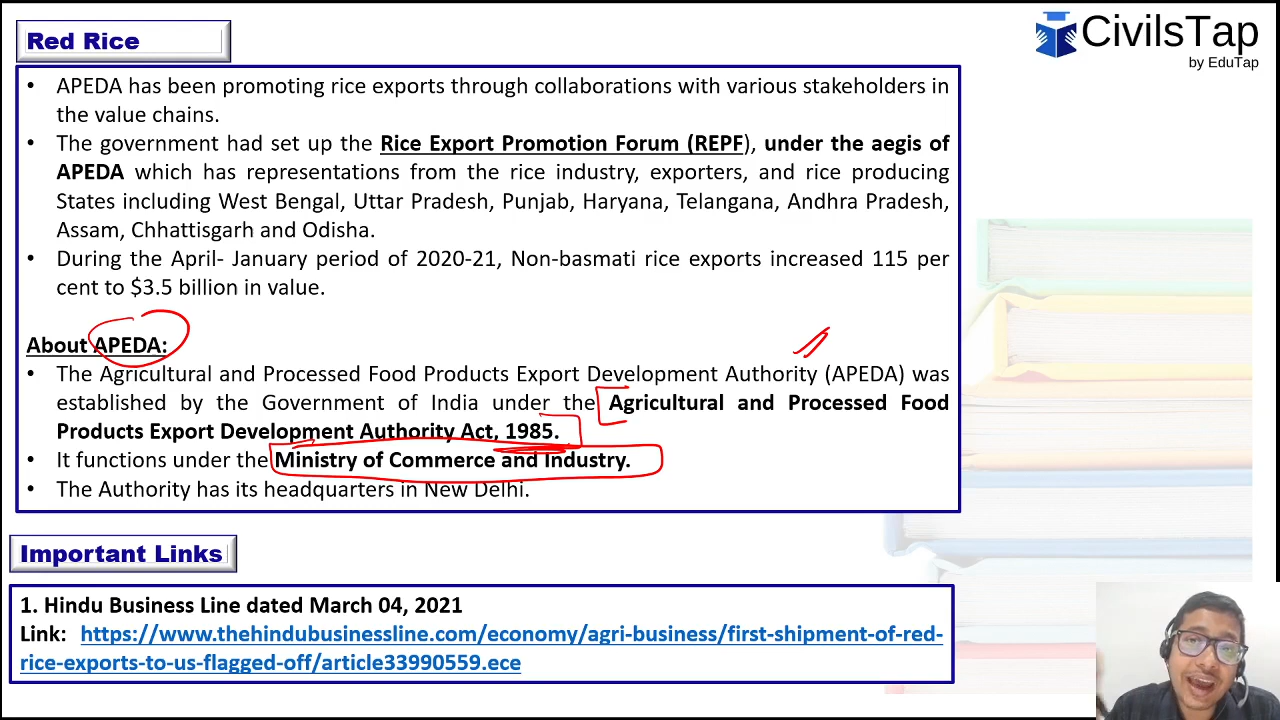 Red Rice
CivilsTap
by EduTap
• APEDA has been promoting rice exports through collaborations with various stakeholders in
the value chains.
• The government had set up the Rice Export Promotion Forum (REPF), under the aegis of
APEDA which has representations from the rice industry, exporters, and rice producing
States including West Bengal, Uttar Pradesh, Punjab, Haryana, Telangana, Andhra Pradesh,
Assam, Chhattisgarh and Odisha.
• During the April- January period of 2020-21, Non-basmati rice exports increased 115 per
cent to $3.5 billion in value.
About APEDA:
• The Agricultural and Processed Food Products Export Development Authority (APEDA) was
established by the Government of India under the Agricultural and Processed Food
Products Export Development Authority Act, 1985.
• It functions under the Ministry of Commerce and Industry.
• The Authority has its headquarters in New Delhi.
Important Links
1. Hindu Business Line dated March 04, 2021
Link: https://www.thehindubusinessline.com/economy/agri-business/first-shipment-of-red-
rice-exports-to-us-flagged-off/article33990559.ece